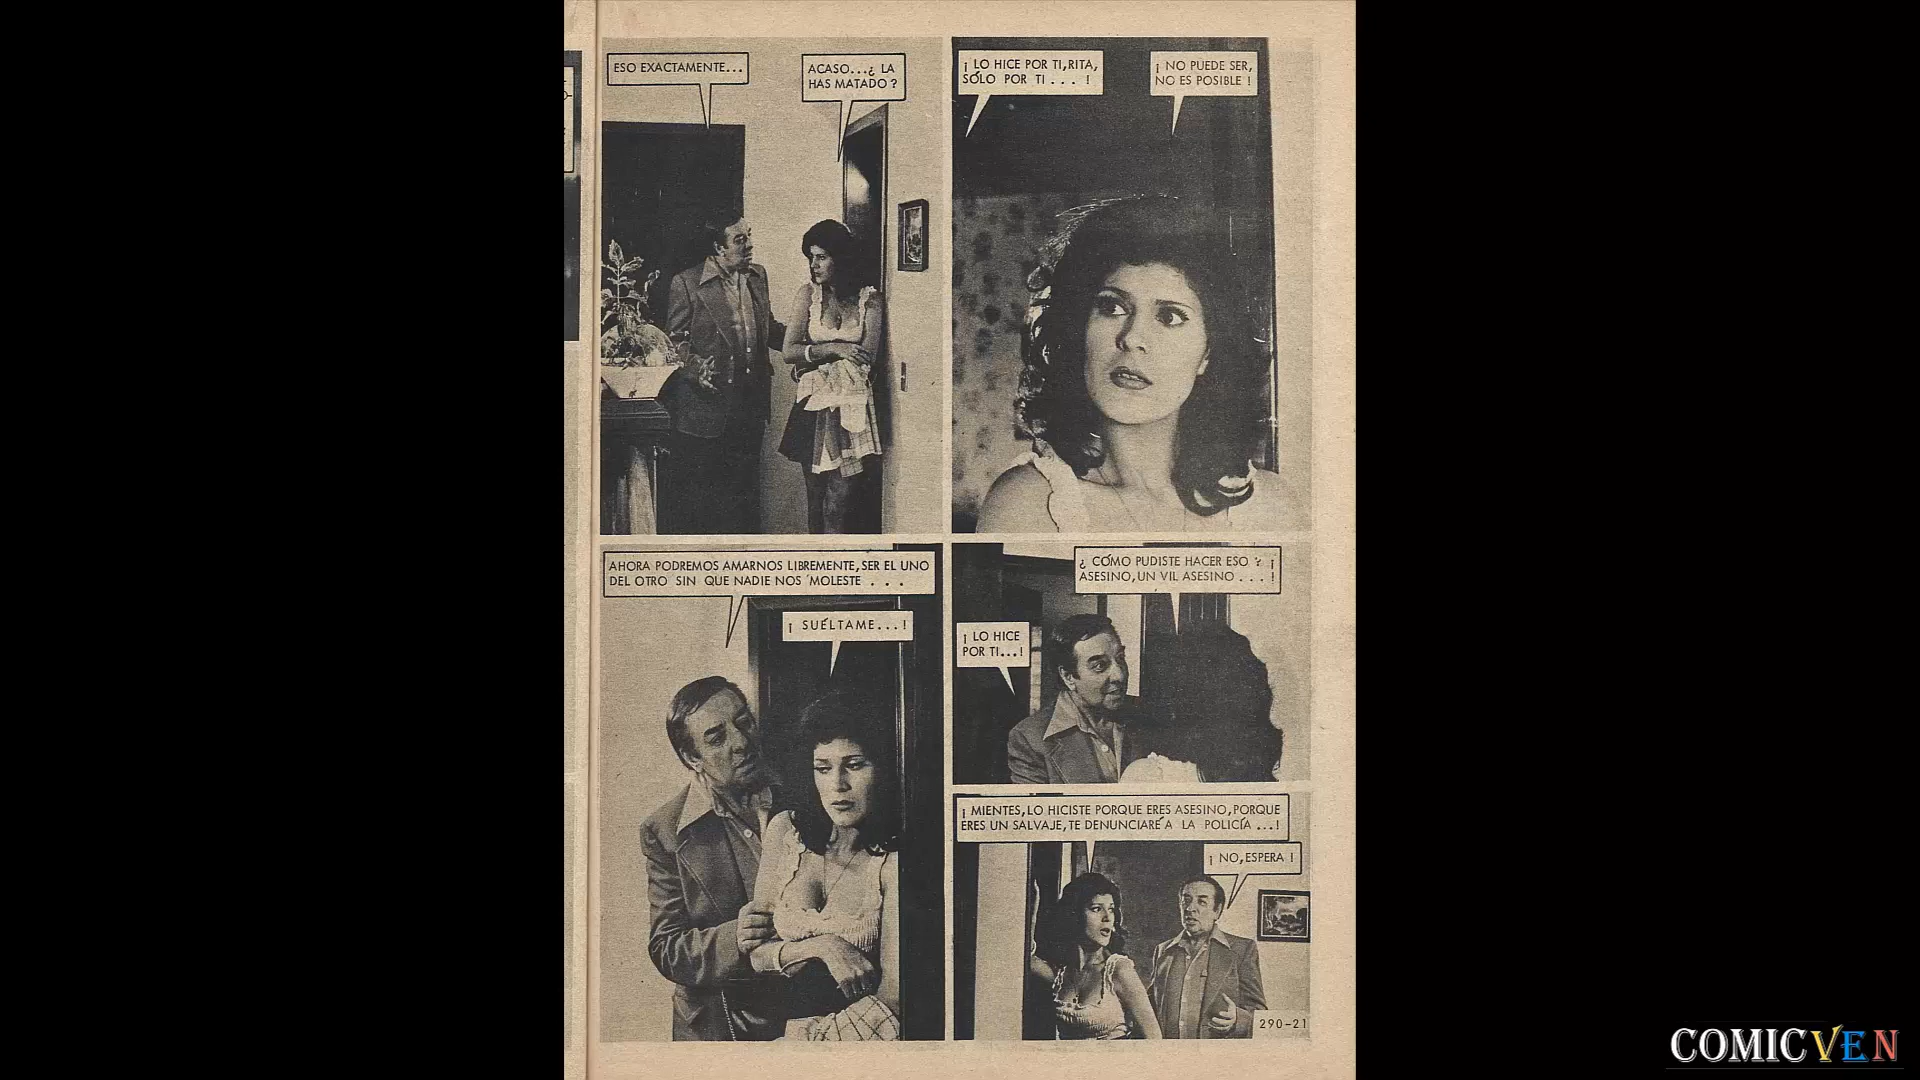 ESO EXACTAMENTE...
ACASO...¿ LA
HAS MATADO ?
¡ LO HICE POR TI,RITA,
SÓLO POR TI . . . !
¡ NO PUEDE SER,
NO ES POSIBLE !
AHORA PODREMOS AMARNOS LIBREMENTE,SER EL UNO
DEL OTRO SIN QUE NADIE NOS MOLESTE . . .
¡ SUÉLTAME...!
¿ CÓMO PUDISTE HACER ESO ? ¡
ASESINO,UN VIL ASESINO . . . !
¡ LO HICE
POR TI...!
¡ MIENTES,LO HICISTE PORQUE ERES ASESINO,PORQUE
ERES UN SALVAJE,TE DENUNCIARÉ A LA POLICÍA ...!
¡ NO,ESPERA !
290-21
COMICVEN